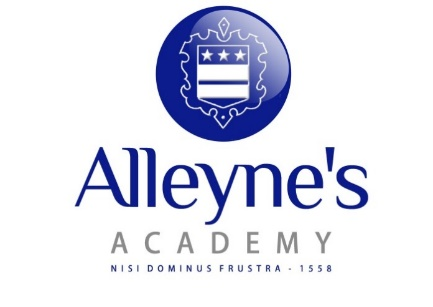 Alleyne's
ACADEMY
NISI DOMINUS FRUSTRA - 1558